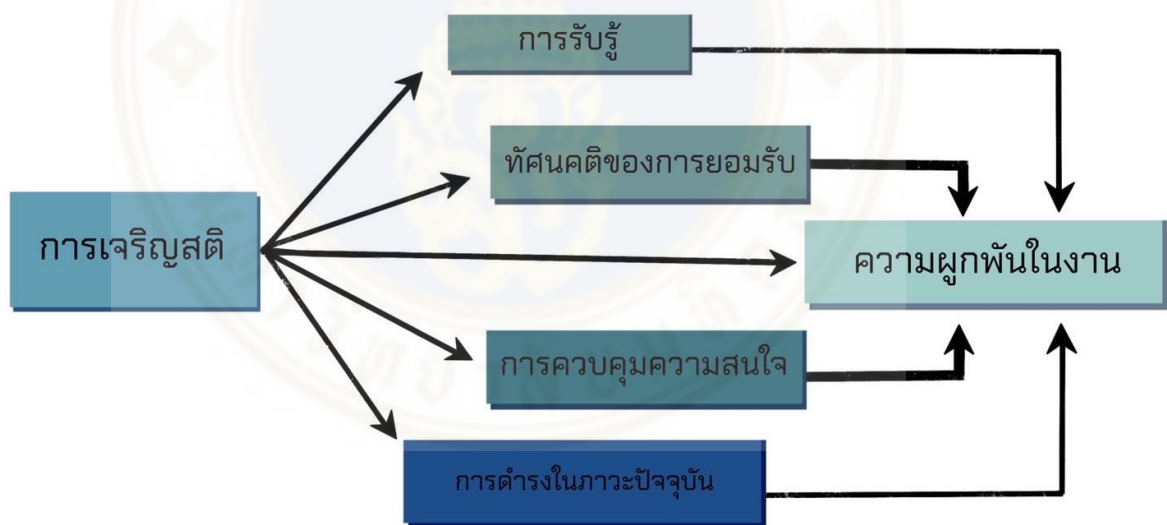 การรับรู้
ทัศนคติของการยอมรับ
การเจริญสติ
ความผูกพันในงาน
การควบคุมความสนใจ
การดำรงในภาวะปัจจุบัน